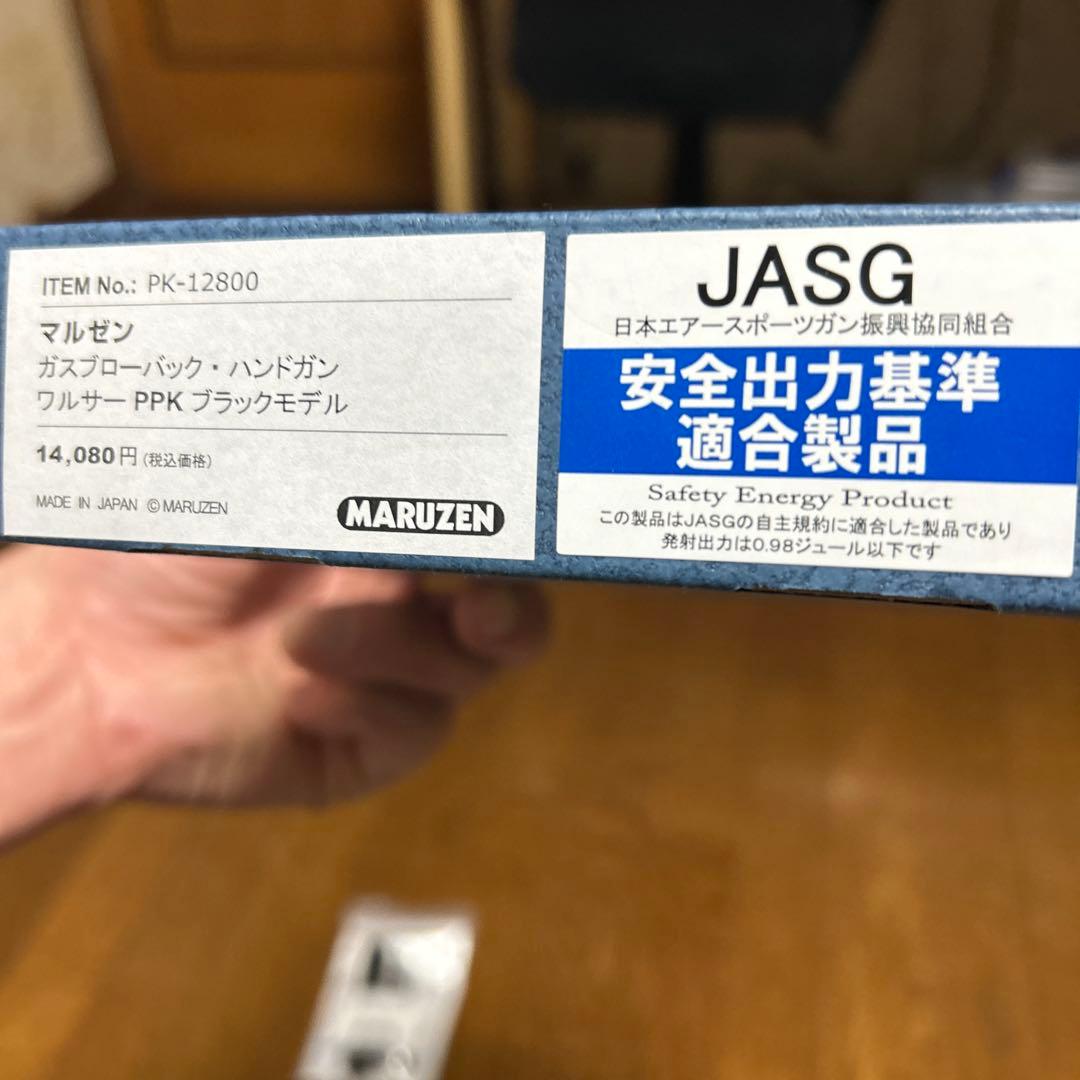 ITEM No.: PK-12800
マルゼン
ガスブローバック・ハンドガン
ワルサー PPK ブラックモデル
14,080円(税込価格)
MADE IN JAPAN ©MARUZEN
MARUZEN
JASG
日本エアースポーツガン振興協同組合
安全出力基準
適合製品
Safety Energy Product
この製品はJASGの自主規約に適合した製品であり
発射出力は0.98ジュール以下です